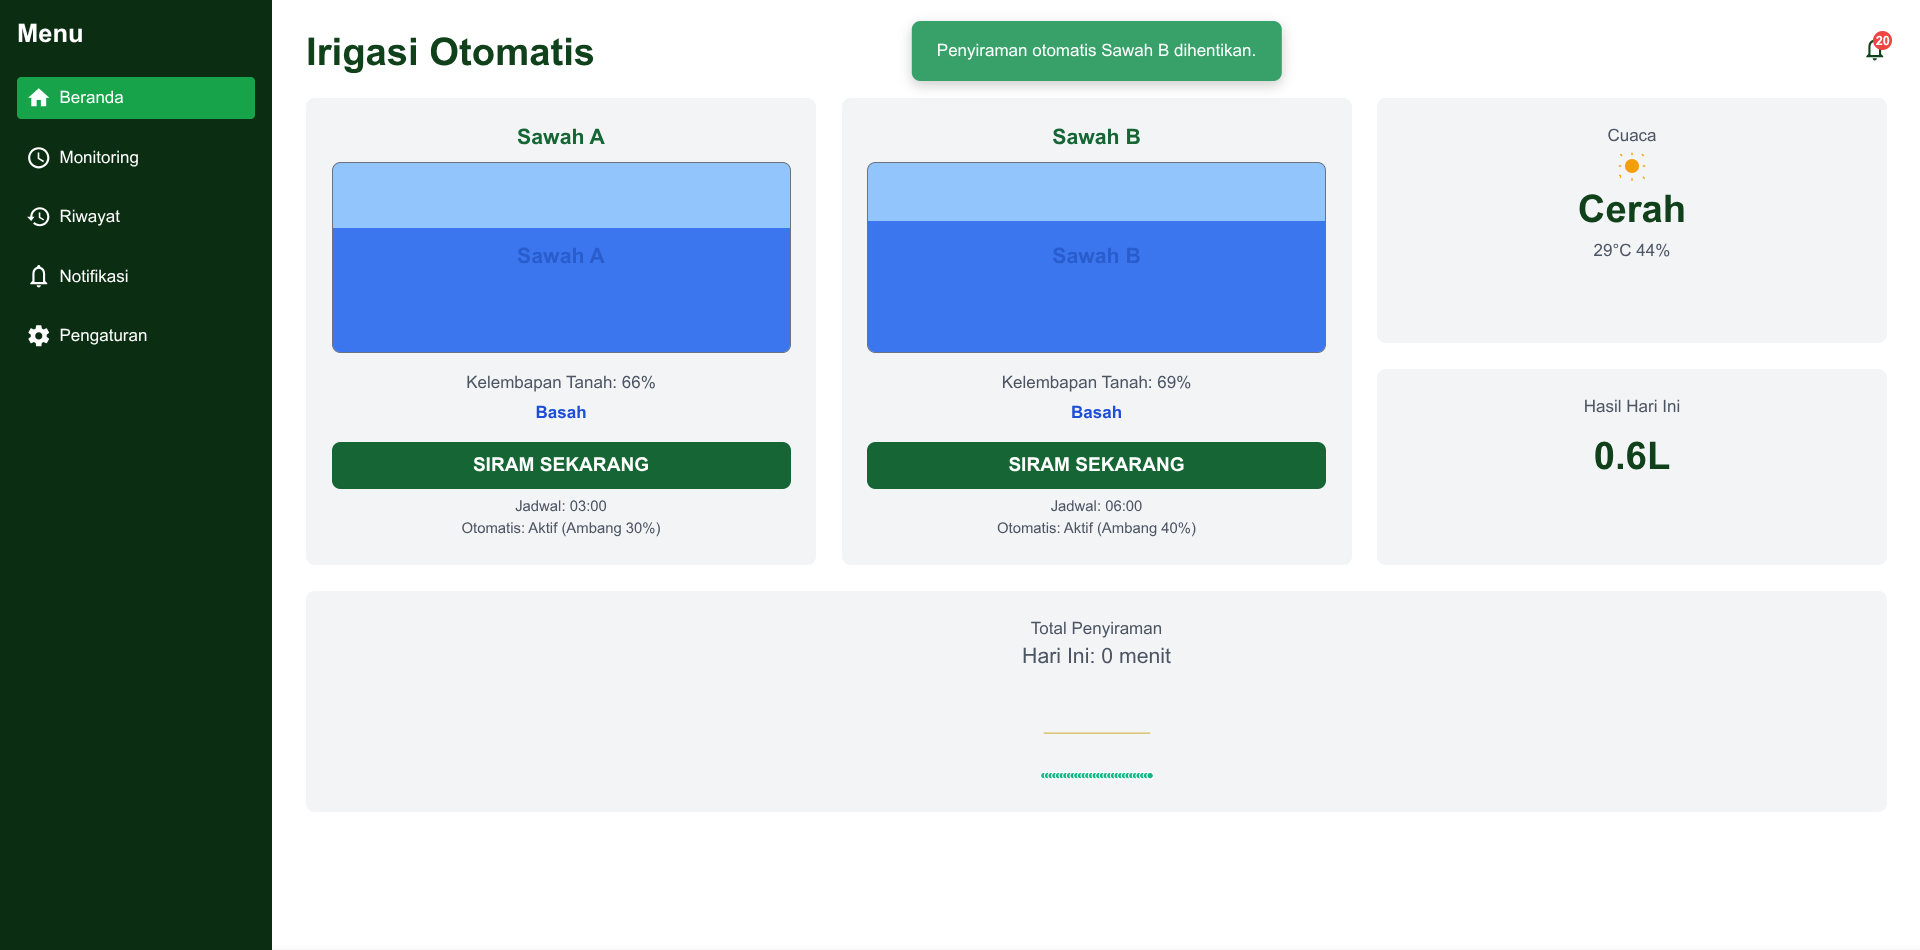 Menu
Beranda
Monitoring
Riwayat
Notifikasi
Pengaturan
Irigasi Otomatis
Penyiraman otomatis Sawah B dihentikan.
20
Sawah A
Sawah A
Kelembapan Tanah: 66%
Basah
SIRAM SEKARANG
Jadwal: 03:00
Otomatis: Aktif (Ambang 30%)
Sawah B
Sawah B
Kelembapan Tanah: 69%
Basah
SIRAM SEKARANG
Jadwal: 06:00
Otomatis: Aktif (Ambang 40%)
Cuaca
Cerah
29°C 44%
Hasil Hari Ini
0.6L
Total Penyiraman
Hari Ini: 0 menit